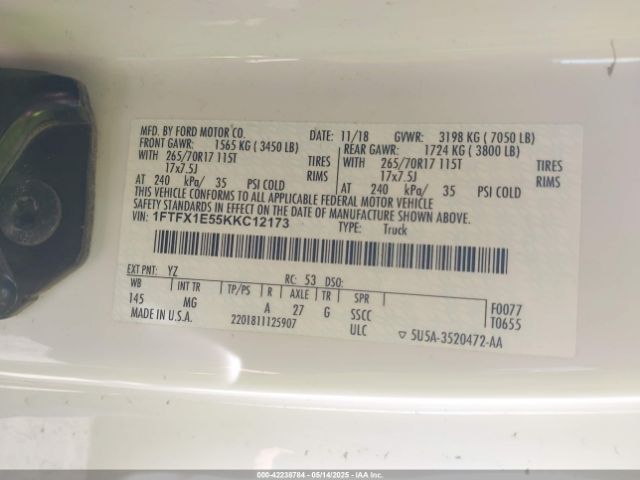 MFD. BY FORD MOTOR CO. DATE: 11/18 GVWR: 3198 KG ( 7050 LB)
FRONT GAWR: 1565 KG ( 3450 LB) REAR GAWR: 1724 KG ( 3800 LB)
WITH 265/70R17 115T TIRES WITH 265/70R17 115T TIRES
17x7.5J RIMS 17x7.5J RIMS
AT 240 kPa/ 35 PSI COLD AT 240 kPa/ 35 PSI COLD
THIS VEHICLE CONFORMS TO ALL APPLICABLE FEDERAL MOTOR VEHICLE
SAFETY STANDARDS IN EFFECT ON THE DATE OF MANUFACTURE SHOWN ABOVE.
VIN: 1FTFX1E55KKC12173 TYPE: Truck
EXT PNT: YZ RC: 53 DSO:
WB INT TR TP/PS R AXLE TR SPR F0077
145 MG A 27 G SSCC T0655
MADE IN U.S.A. 2201811125907 ULC ▽ 5U5A-3520472-AA
00-42238784 - 05/14/2025 - IAA Inc.